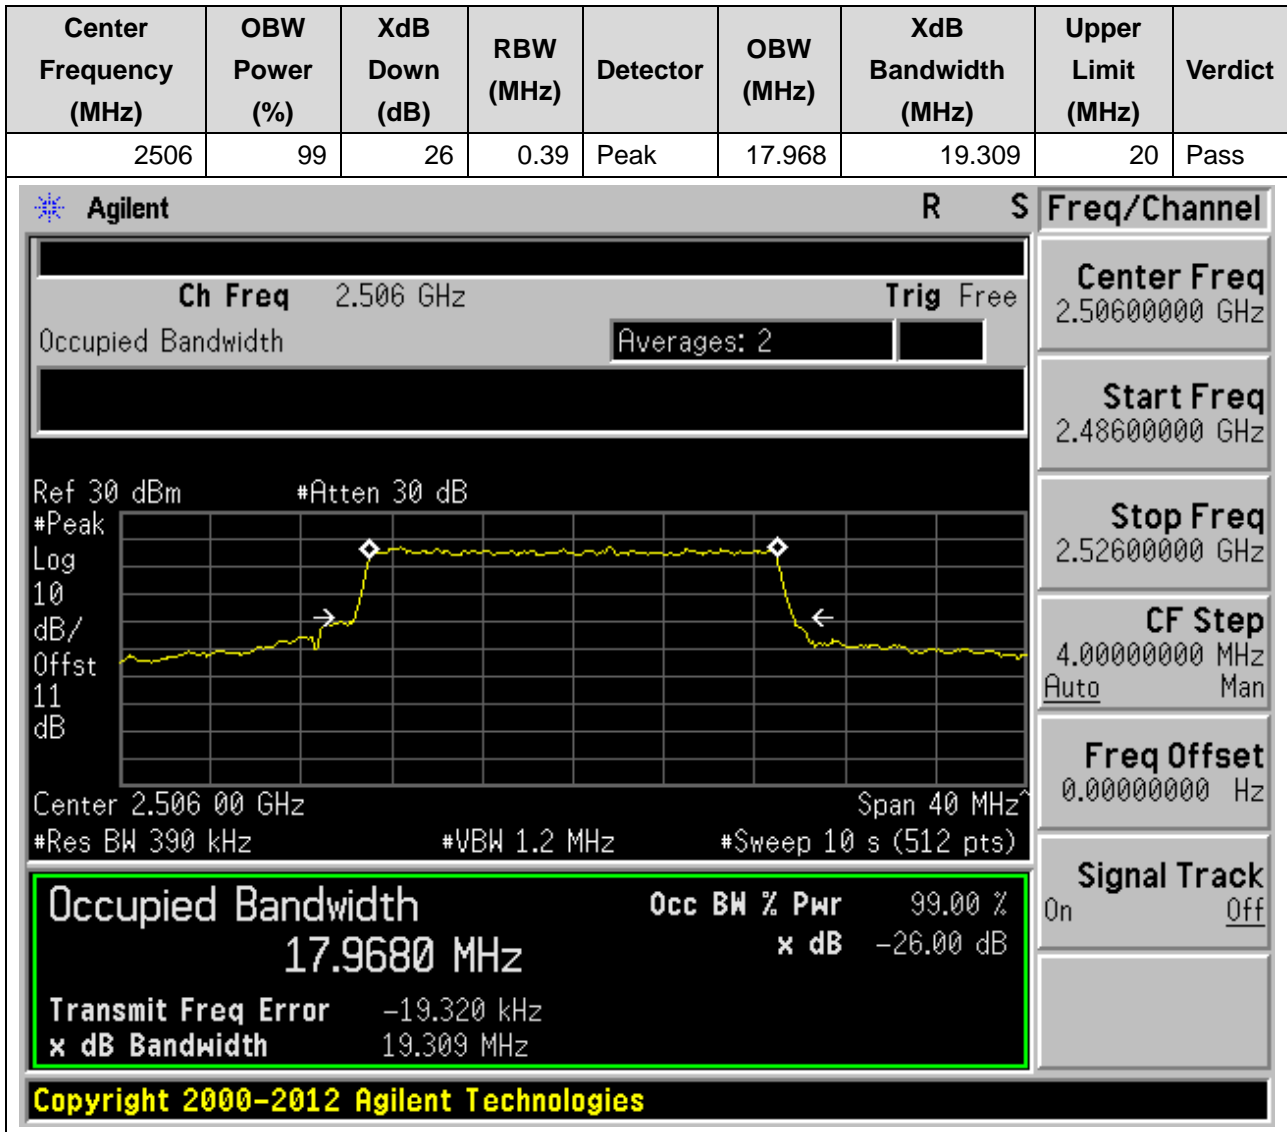 Center Frequency (MHz) OBW Power (%) XdB Down (dB) RBW (MHz) Detector OBW (MHz) XdB Bandwidth (MHz) Upper Limit (MHz) Verdict
2506 99 26 0.39 Peak 17.968 19.309 20 Pass
Agilent R S Freq/Channel
Ch Freq 2.506 GHz Trig Free
Occupied Bandwidth Averages: 2
Center Freq
2.50600000 GHz
Start Freq
2.48600000 GHz
Stop Freq
2.52600000 GHz
CF Step
4.00000000 MHz
Auto Man
Freq Offset
0.00000000 Hz
Signal Track
On Off
Ref 30 dBm #Atten 30 dB
#Peak
Log
10
dB/
Offst
11
dB
Center 2.506 00 GHz Span 40 MHz^
#Res BW 390 kHz #VBW 1.2 MHz #Sweep 10 s (512 pts)
Occupied Bandwidth Occ BW % Pwr 99.00 %
17.9680 MHz x dB -26.00 dB
Transmit Freq Error -19.320 kHz
x dB Bandwidth 19.309 MHz
Copyright 2000-2012 Agilent Technologies